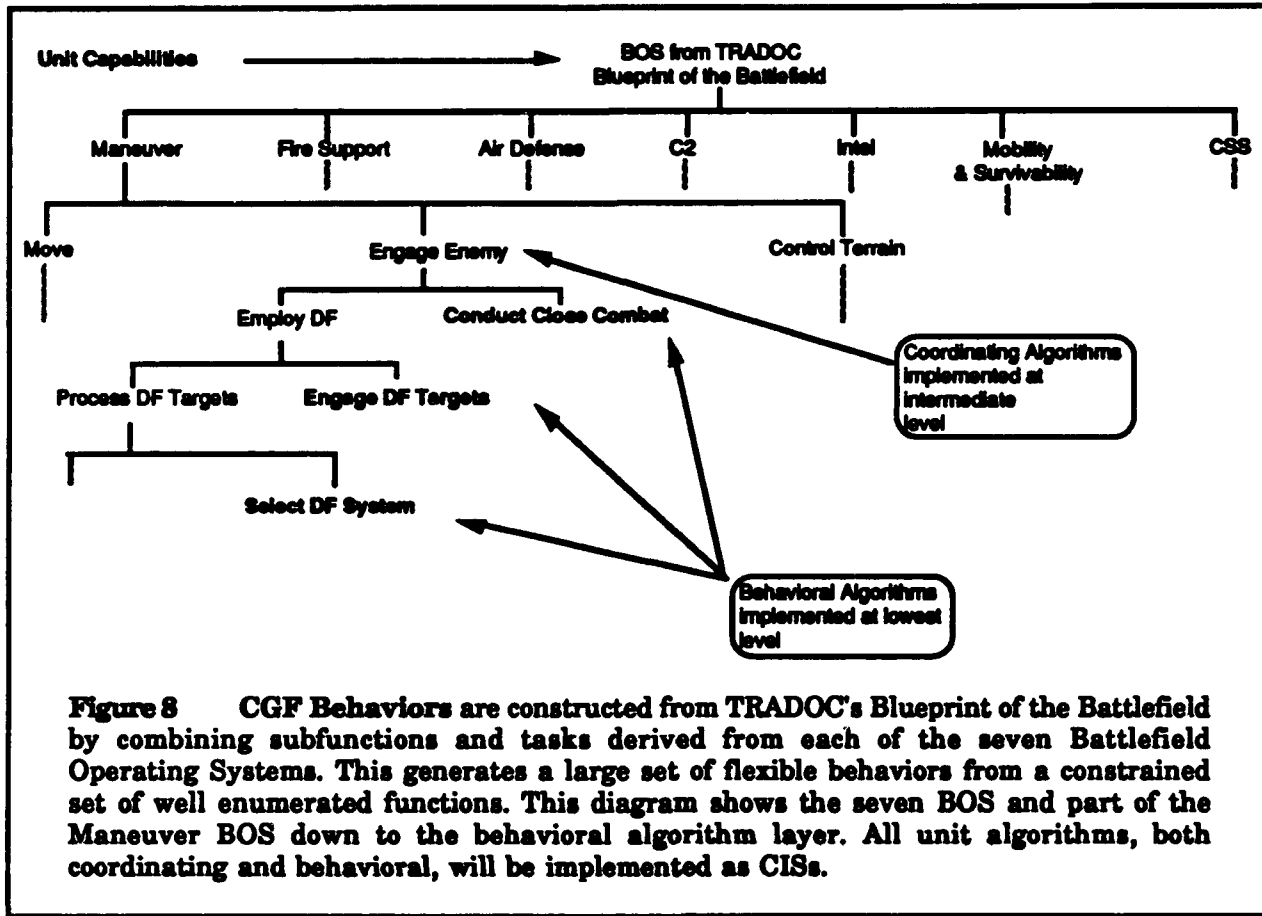 Unit Capabilities
BOS from TRADOC
Blueprint of the Battlefield
Maneuver
Fire Support
Air Defense
C2
Intel
Mobility
& Survivability
CSS
Move
Engage Enemy
Control Terrain
Employ DF
Conduct Close Combat
Coordinating Algorithms
implemented at
intermediate
level
Process DF Targets
Engage DF Targets
Select DF System
Behavioral Algorithms
implemented at lowest
level
Figure 8 CGF Behaviors are constructed from TRADOC's Blueprint of the Battlefield
by combining subfunctions and tasks derived from each of the seven Battlefield
Operating Systems. This generates a large set of flexible behaviors from a constrained
set of well enumerated functions. This diagram shows the seven BOS and part of the
Maneuver BOS down to the behavioral algorithm layer. All unit algorithms, both
coordinating and behavioral, will be implemented as CISs.